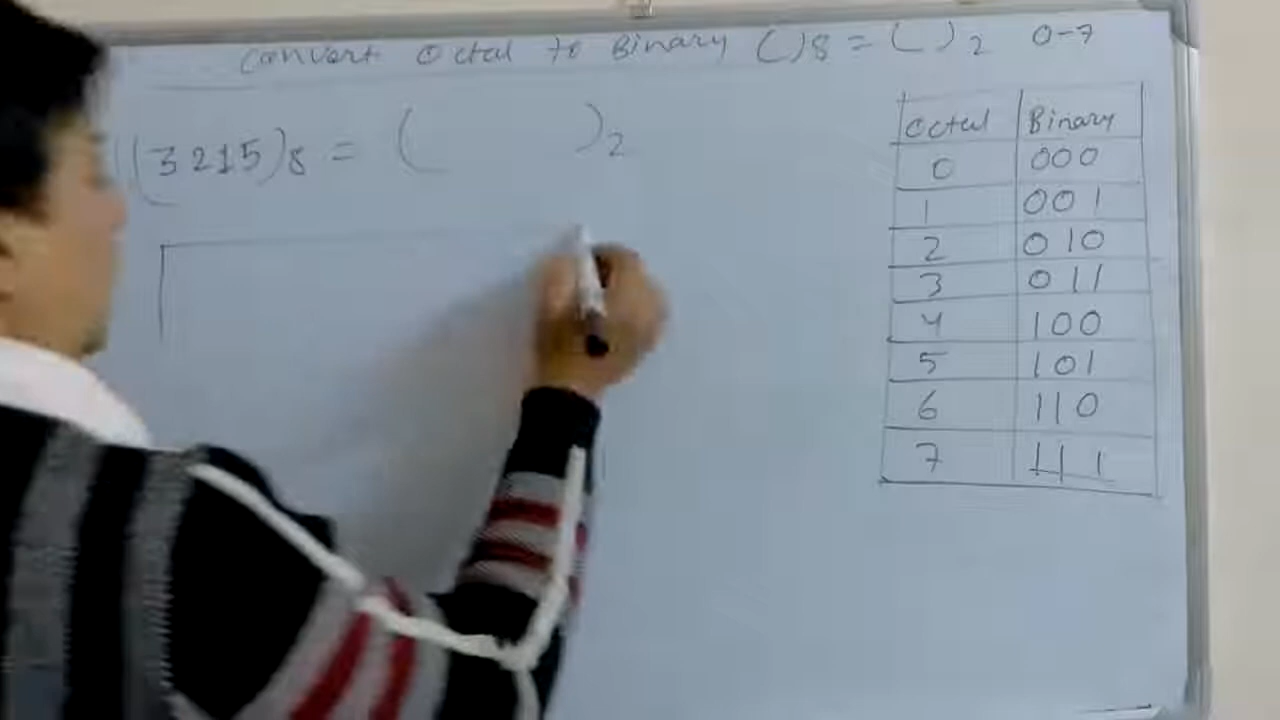 Convert Octal to Binary ( )8 = ( )2 0-7
(3215)8 = ( )2
Octal Binary
0 000
1 001
2 010
3 011
4 100
5 101
6 110
7 111